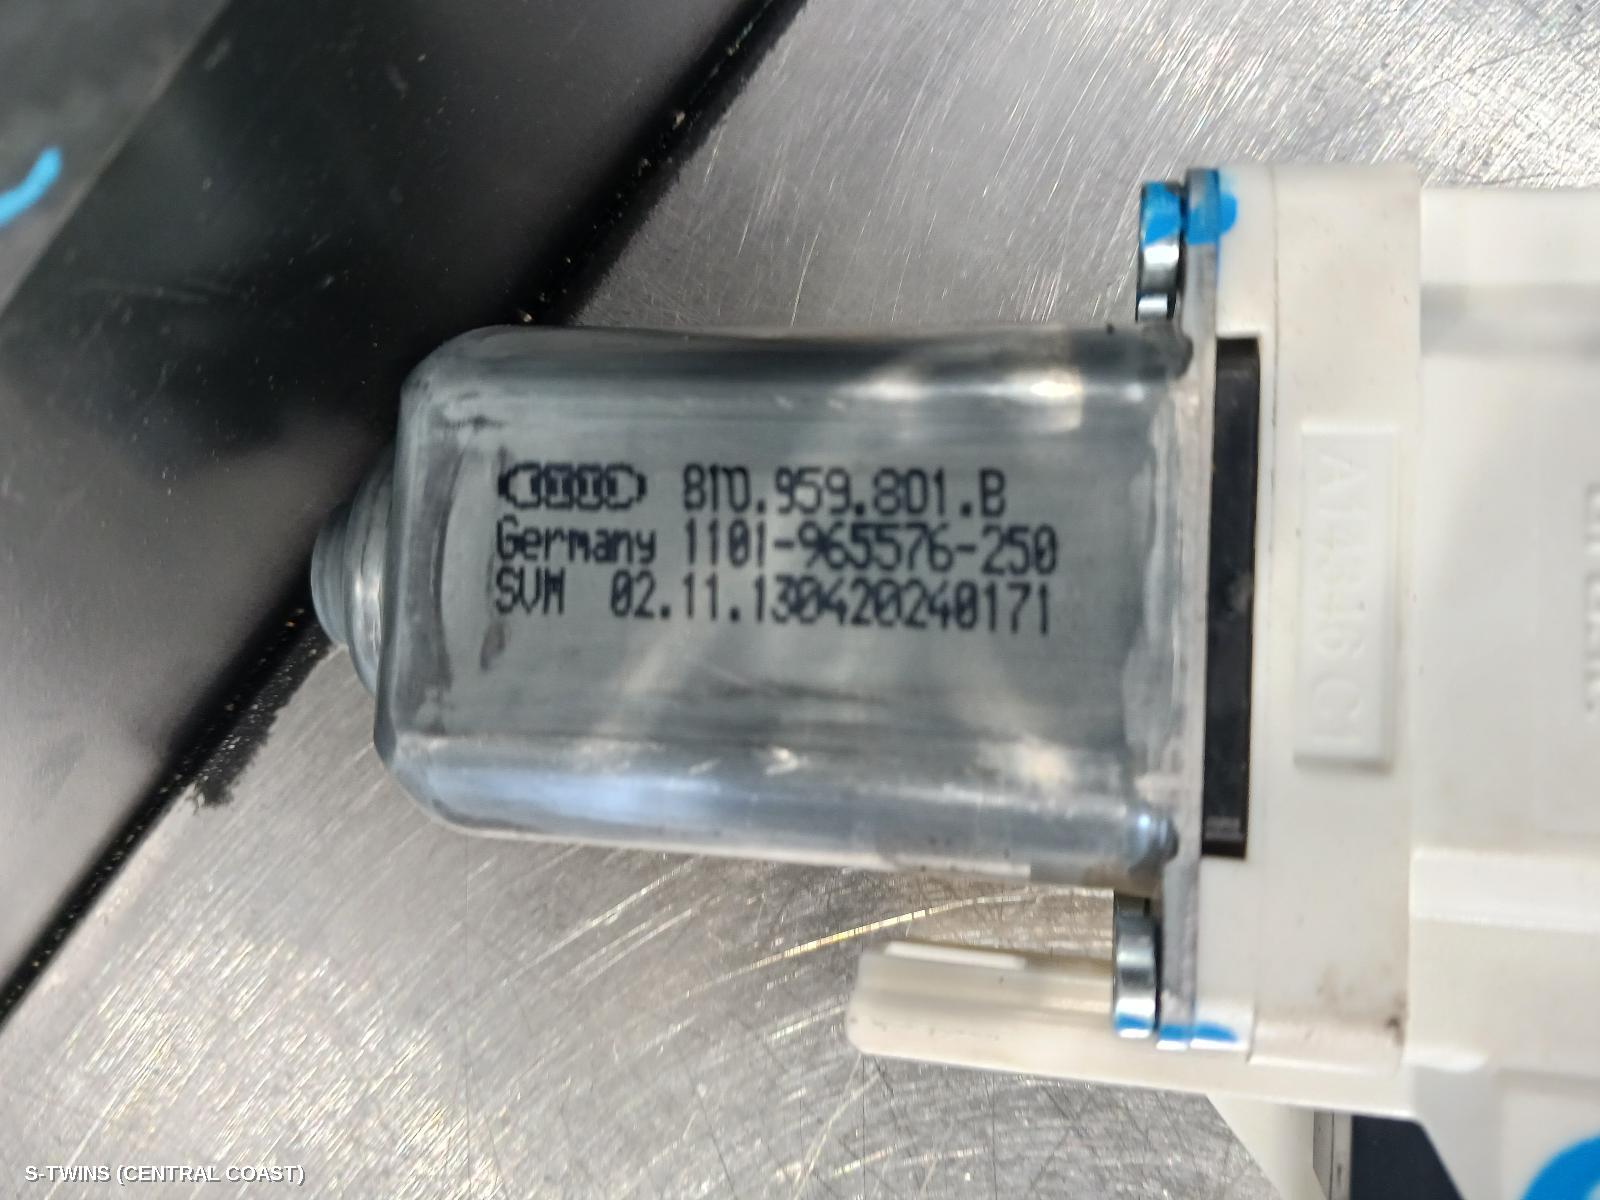 8T0.959.801.B
Germany 1101-965576-250
SVM 02.11.130420240171
S-TWINS (CENTRAL COAST)